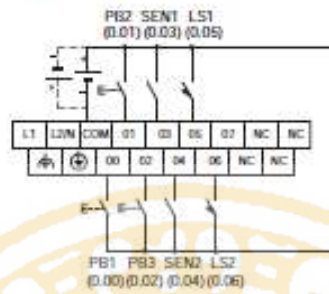 PB2 SEN1 LS1
(0.01) (0.03) (0.05)
L1 L2/N COM 01 03 05 07 NC NC
00 02 04 06 NC NC
PB1 PB3 SEN2 LS2
(0.00) (0.02) (0.04) (0.06)